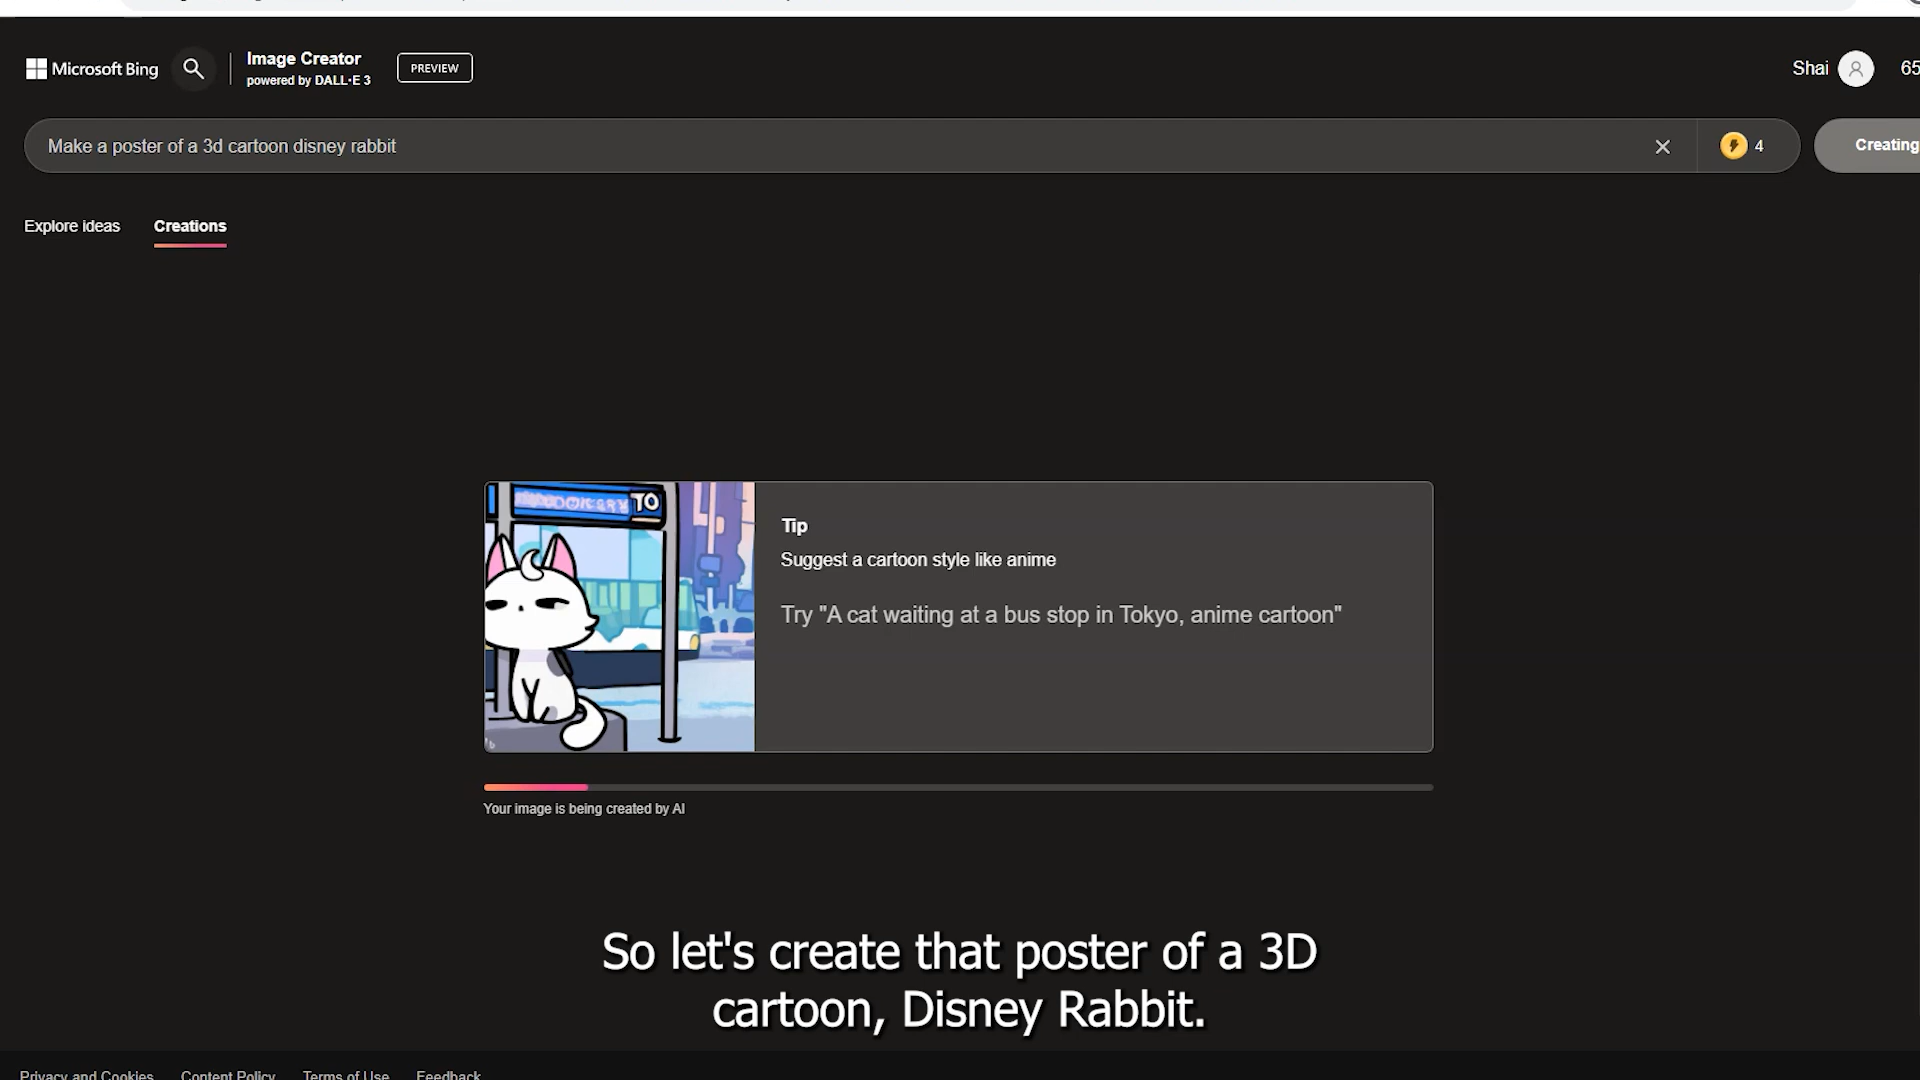 Microsoft Bing
Image Creator
powered by DALL·E 3
PREVIEW
Shai
65
Make a poster of a 3d cartoon disney rabbit
4
Creating
Explore ideas
Creations
TO
Tip
Suggest a cartoon style like anime
Try "A cat waiting at a bus stop in Tokyo, anime cartoon"
Your image is being created by AI
So let's create that poster of a 3D
cartoon, Disney Rabbit.
Privacy and Cookies
Content Policy
Terms of Use
Feedback